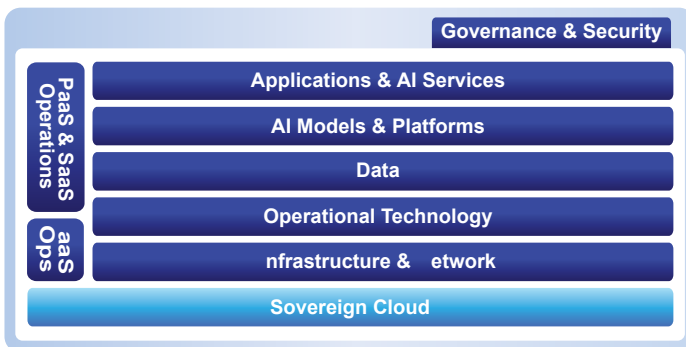 Governance & Security
PaaS & SaaS
Operations
Applications & AI Services
AI Models & Platforms
Data
Operational Technology
aaS
Ops
nfrastructure & etwork
Sovereign Cloud